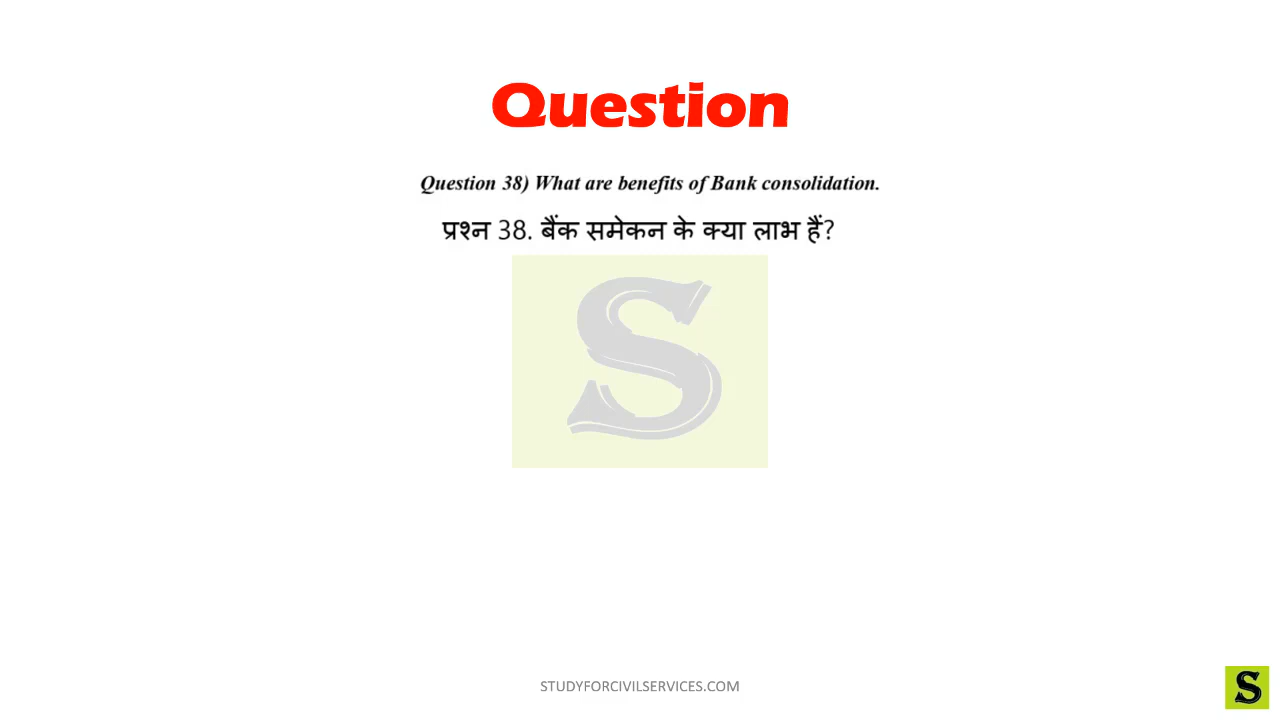 Question
Question 38) What are benefits of Bank consolidation.
प्रश्न 38. बैंक समेकन के क्या लाभ हैं?
S
STUDYFORCIVILSERVICES.COM
S